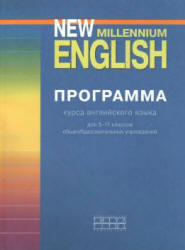 NEW MILLENNIUM
ENGLISH
ПРОГРАММА
курса английского языка
для 5–11 классов
общеобразовательных учреждений